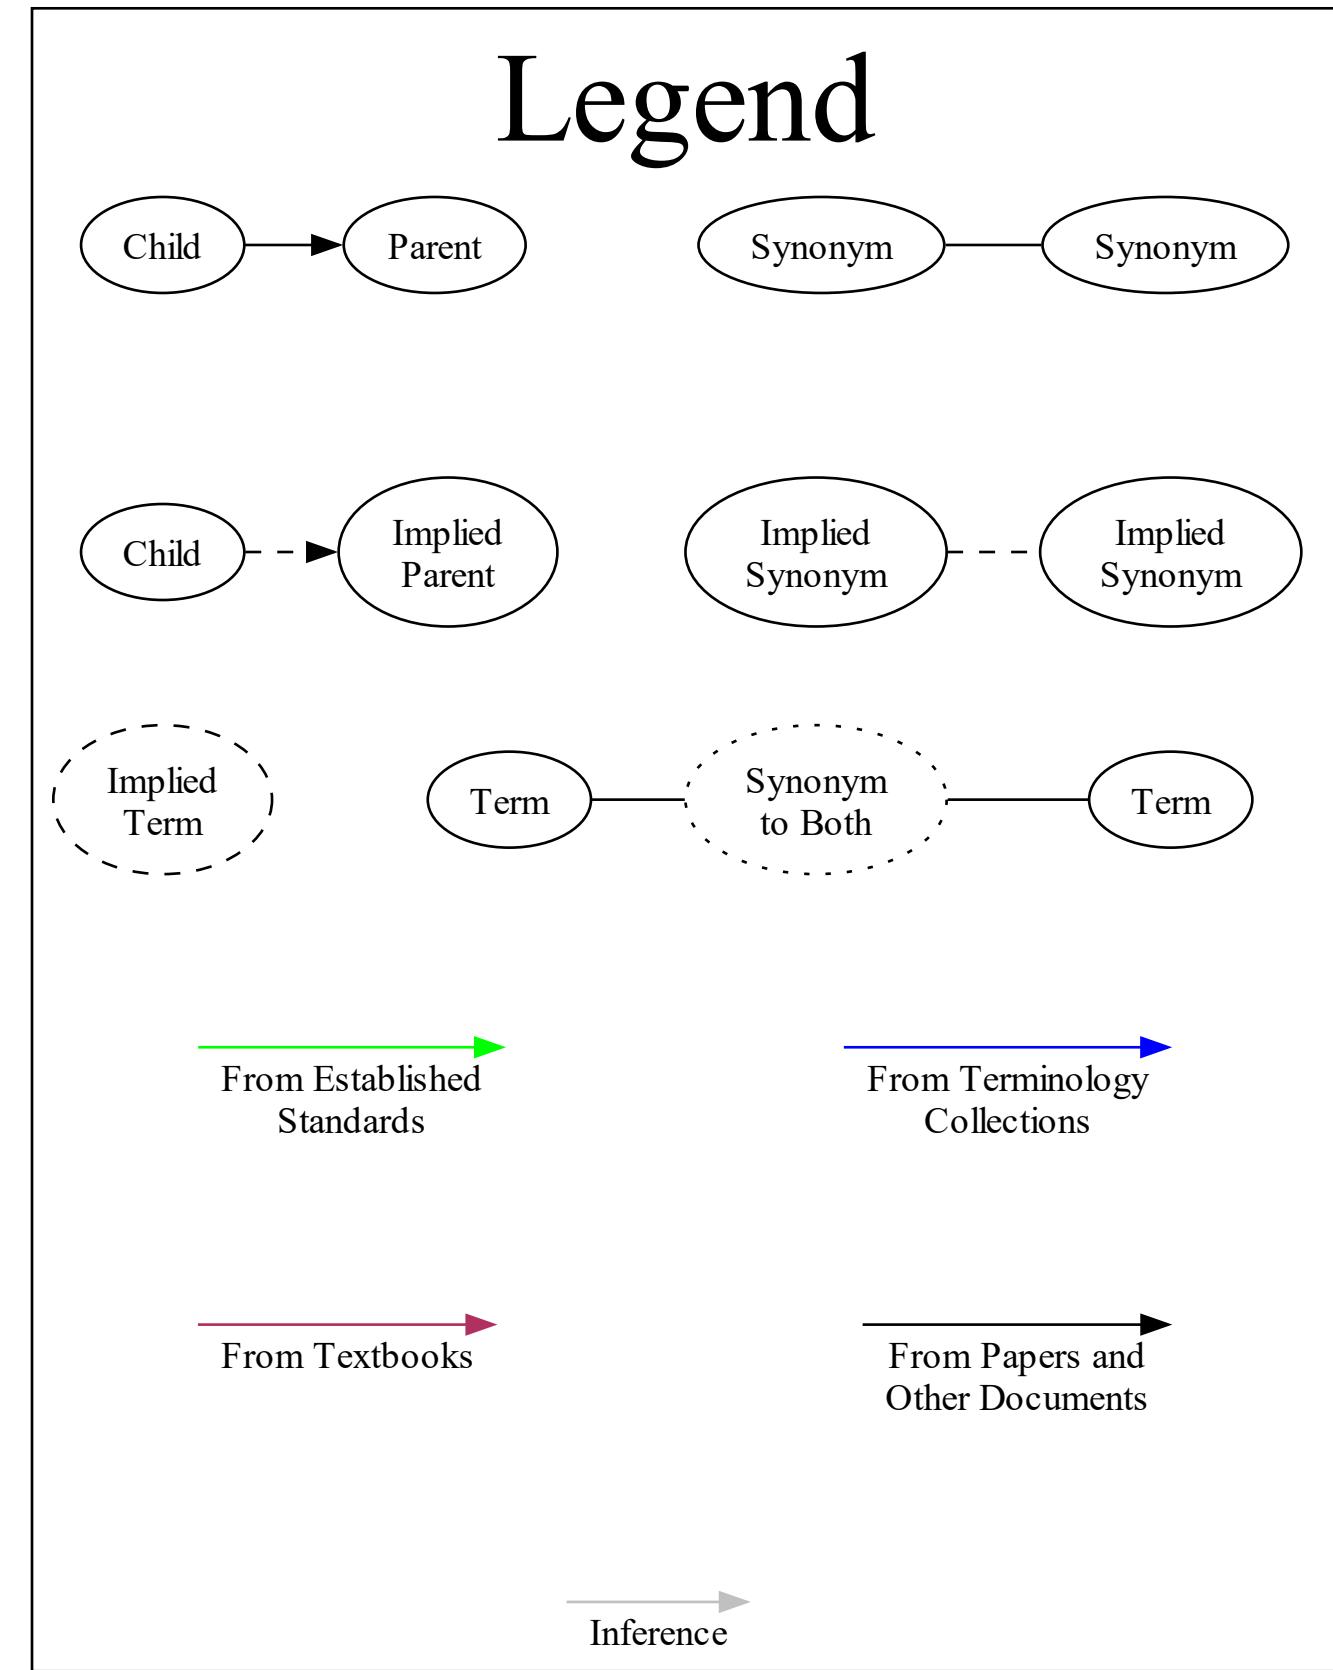 Legend
Child
Parent
Synonym
Synonym
Child
Implied
Parent
Implied
Synonym
Implied
Synonym
Implied
Term
Term
Synonym
to Both
Term
From Established
Standards
From Terminology
Collections
From Textbooks
From Papers and
Other Documents
Inference